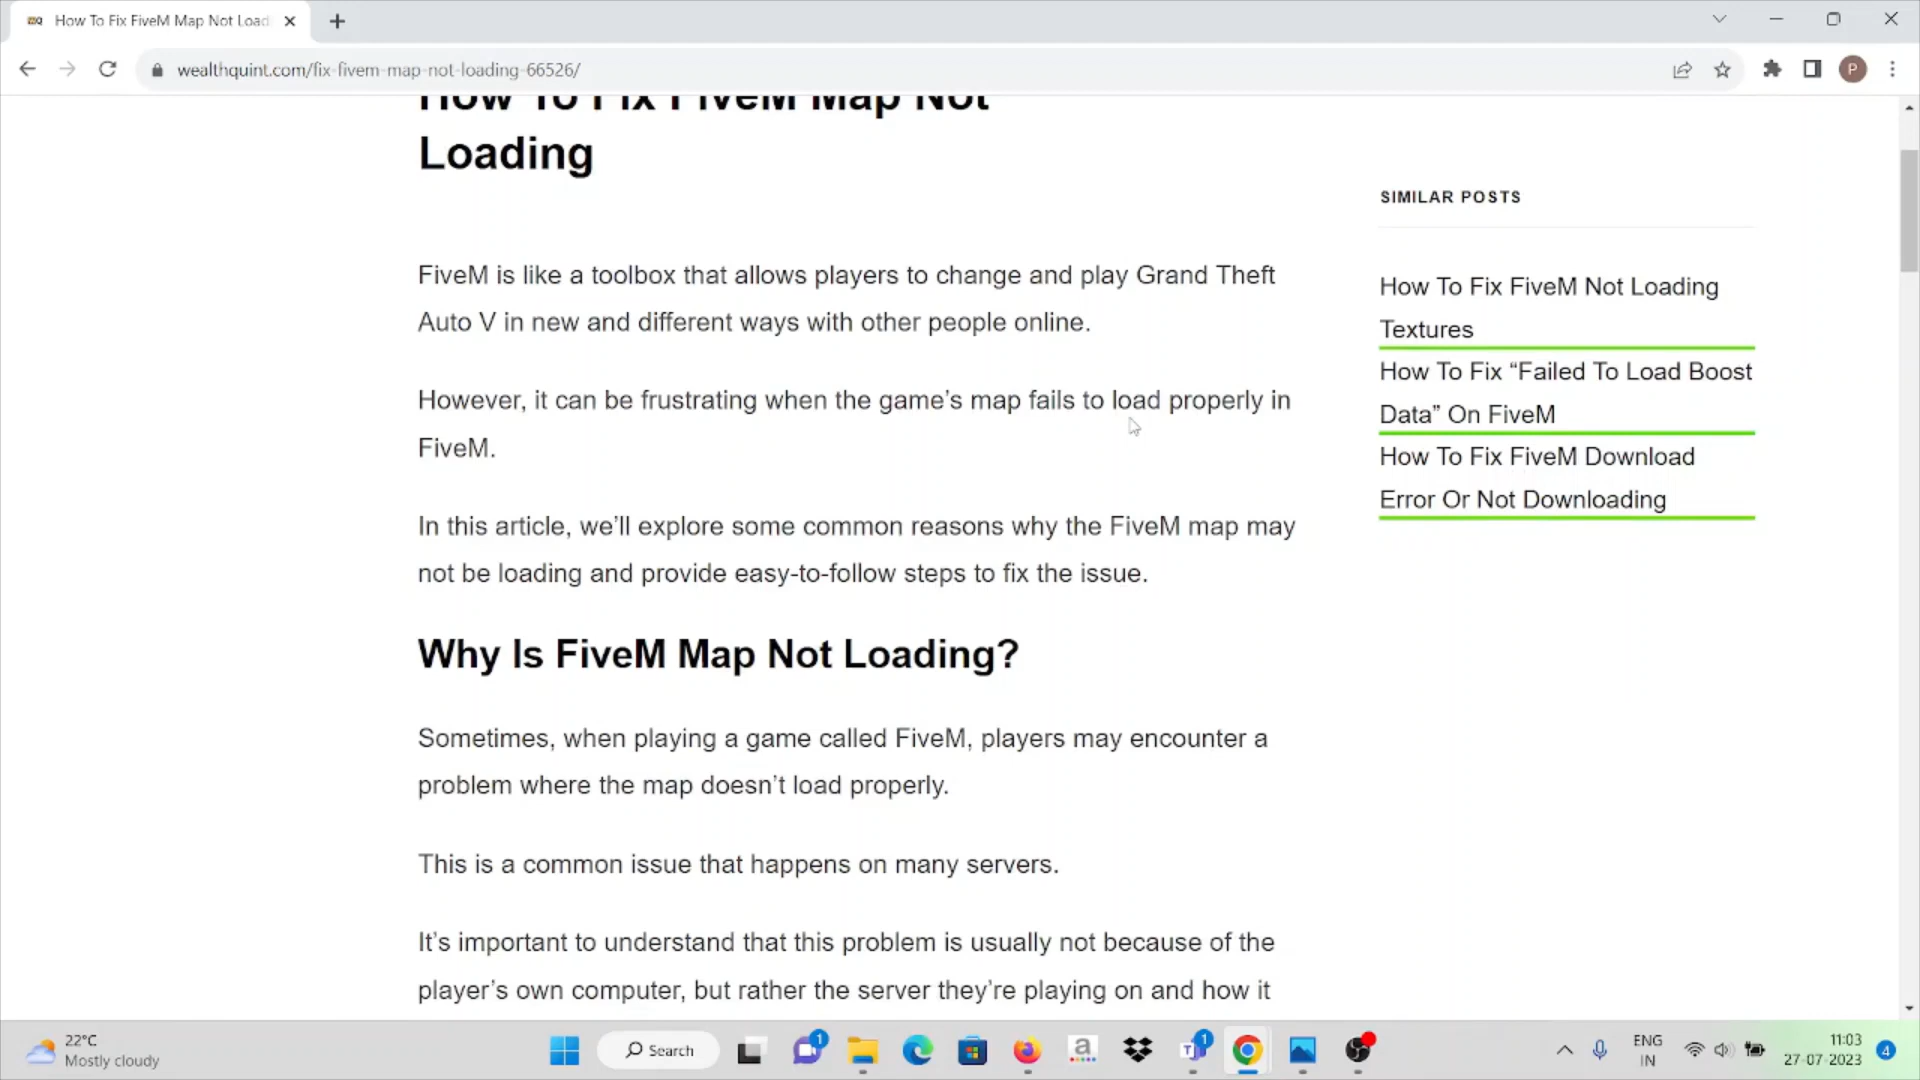 How To Fix FiveM Map Not Load
wealthquint.com/fix-fivem-map-not-loading-66526/
P
How To Fix FiveM Map Not
Loading
FiveM is like a toolbox that allows players to change and play Grand Theft
Auto V in new and different ways with other people online.
However, it can be frustrating when the game’s map fails to load properly in
FiveM.
In this article, we’ll explore some common reasons why the FiveM map may
not be loading and provide easy-to-follow steps to fix the issue.
Why Is FiveM Map Not Loading?
Sometimes, when playing a game called FiveM, players may encounter a
problem where the map doesn’t load properly.
This is a common issue that happens on many servers.
It’s important to understand that this problem is usually not because of the
player’s own computer, but rather the server they’re playing on and how it
SIMILAR POSTS
How To Fix FiveM Not Loading
Textures
How To Fix “Failed To Load Boost
Data” On FiveM
How To Fix FiveM Download
Error Or Not Downloading
22°C
Mostly cloudy
Search
1
a
1
ENG
IN
11:03
27-07-2023
4